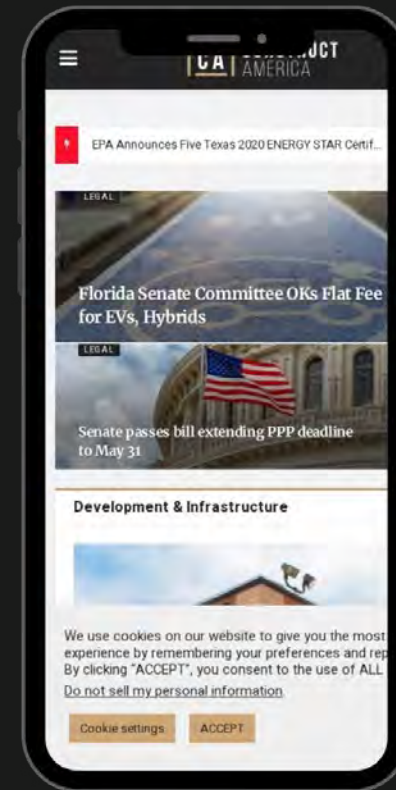 CA
AMERICA
EPA Announces Five Texas 2020 ENERGY STAR Certif...
LEGAL
Florida Senate Committee OKs Flat Fee
for EVs, Hybrids
LEGAL
Senate passes bill extending PPP deadline
to May 31
Development & Infrastructure
We use cookies on our website to give you the most
experience by remembering your preferences and rep
By clicking "ACCEPT", you consent to the use of ALL
Do not sell my personal information.
Cookie settings
ACCEPT